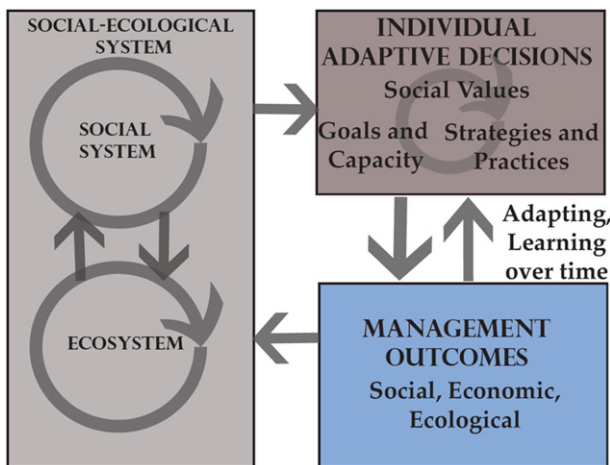 SOCIAL-ECOLOGICAL
SYSTEM
SOCIAL
SYSTEM
ECOSYSTEM
INDIVIDUAL
ADAPTIVE DECISIONS
Social Values
Goals and
Capacity
Strategies and
Practices
Adapting,
Learning
over time
MANAGEMENT
OUTCOMES
Social, Economic,
Ecological